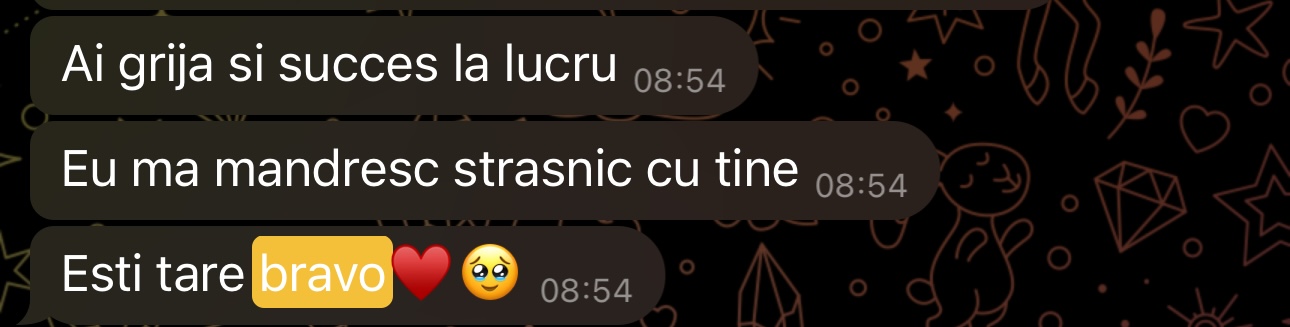 Ai grija si succes la lucru 08:54
Eu ma mandresc strasnic cu tine 08:54
Esti tare bravo♥️🥹 08:54